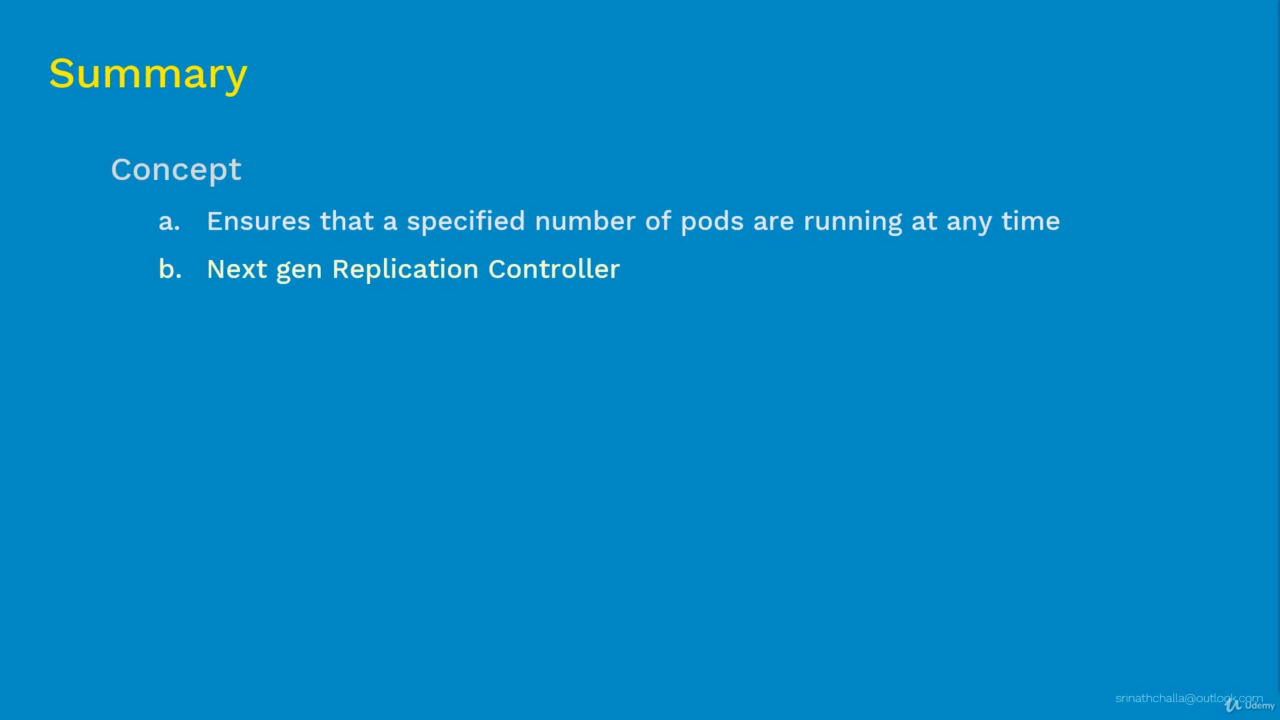 Summary
Concept
a. Ensures that a specified number of pods are running at any time
b. Next gen Replication Controller
srinathchalla@outlook.com
Udemy